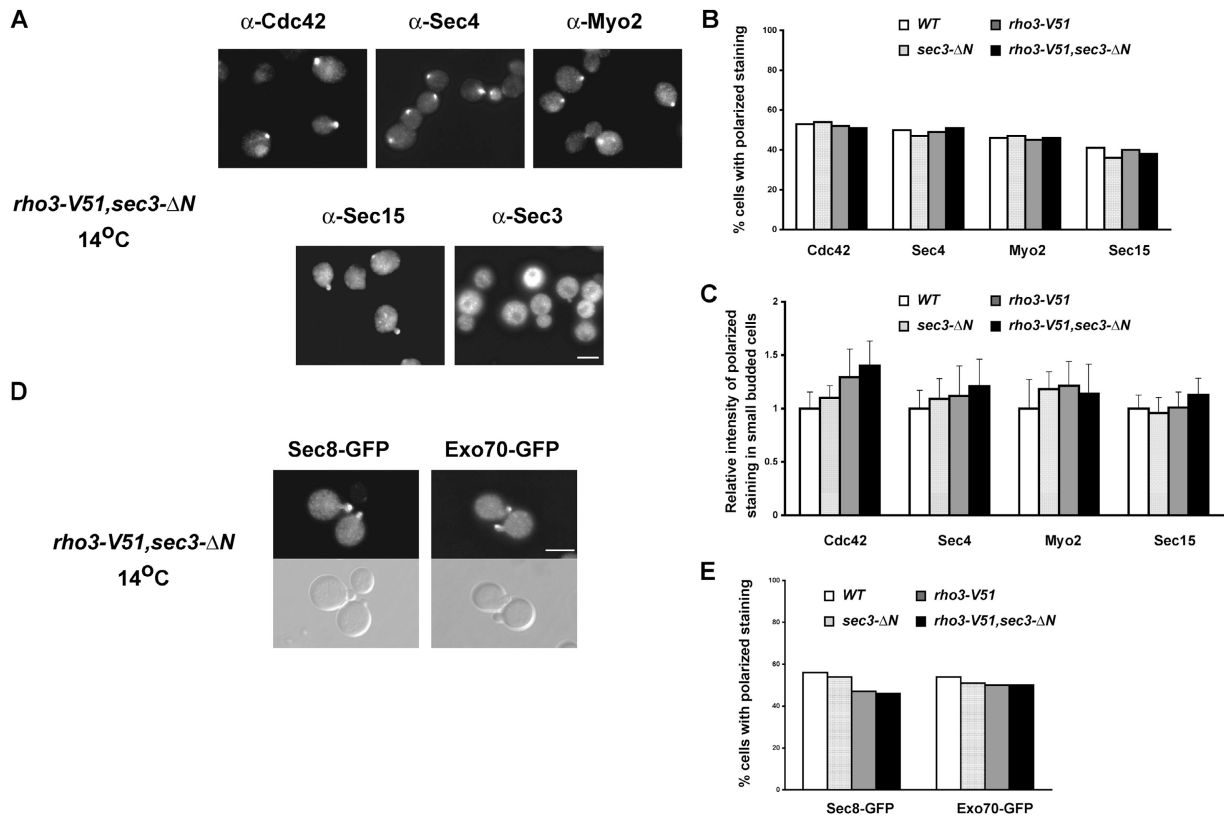 A
α-Cdc42
α-Sec4
α-Myo2
rho3-V51,sec3-ΔN
14°C
α-Sec15
α-Sec3
B
WT
rho3-V51
sec3-ΔN
rho3-V51,sec3-ΔN
% cells with polarized staining
100
80
60
40
20
0
Cdc42
Sec4
Myo2
Sec15
C
WT
rho3-V51
sec3-ΔN
rho3-V51,sec3-ΔN
Relative intensity of polarized
staining in small budded cells
2
1.5
1
0.5
0
Cdc42
Sec4
Myo2
Sec15
D
Sec8-GFP
Exo70-GFP
rho3-V51,sec3-ΔN
14°C
E
WT
rho3-V51
sec3-ΔN
rho3-V51,sec3-ΔN
% cells with polarized staining
100
80
60
40
20
0
Sec8-GFP
Exo70-GFP